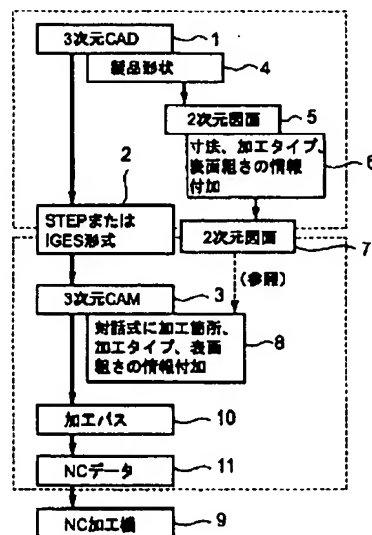 3次元CAD
1
製品形状
4
2次元図面
5
寸法、加工タイプ、
表面粗さの情報
付加
6
2
STEPまたは
IGES形式
2次元図面
7
(参照)
3次元CAM
3
対話式に加工箇所、
加工タイプ、表面
粗さの情報付加
8
加工パス
10
NCデータ
11
NC加工機
9